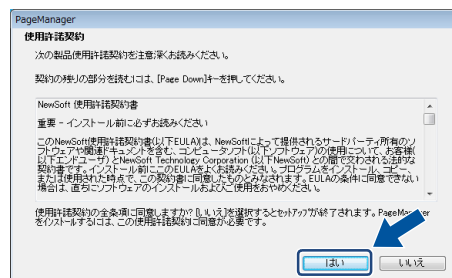 PageManager
使用許諾契約
次の製品使用許諾契約を注意深くお読みください。
契約の残りの部分を読むには、[Page Down]キーを押してください。
NewSoft 使用許諾契約書
重要 - インストール前に必ずお読みください
このNewSoft使用許諾契約書(以下EULA)は、NewSoftによって提供されるサードパーティ所有のソ
フトウェアや関連ドキュメントを含む、コンピュータソフト(以下ソフトウェア)の使用について、お客様(
以下エンドユーザ)とNewSoft Technology Corporation (以下NewSoft) との間で交わされる法的な
契約書です。インストール前にこのEULAをよくお読みください。プログラムをインストール、コピー、
または使用された時点で、この契約書に同意したものとみなされます。EULAの条件に同意できない
場合は、直ちにソフトウェアのインストールおよびご使用をおやめください。
使用許諾契約の全条項に同意しますか? [いいえ]を選択するとセットアップが終了されます。PageManager
をインストールするには、この使用許諾契約に同意が必要です。
はい
いいえ